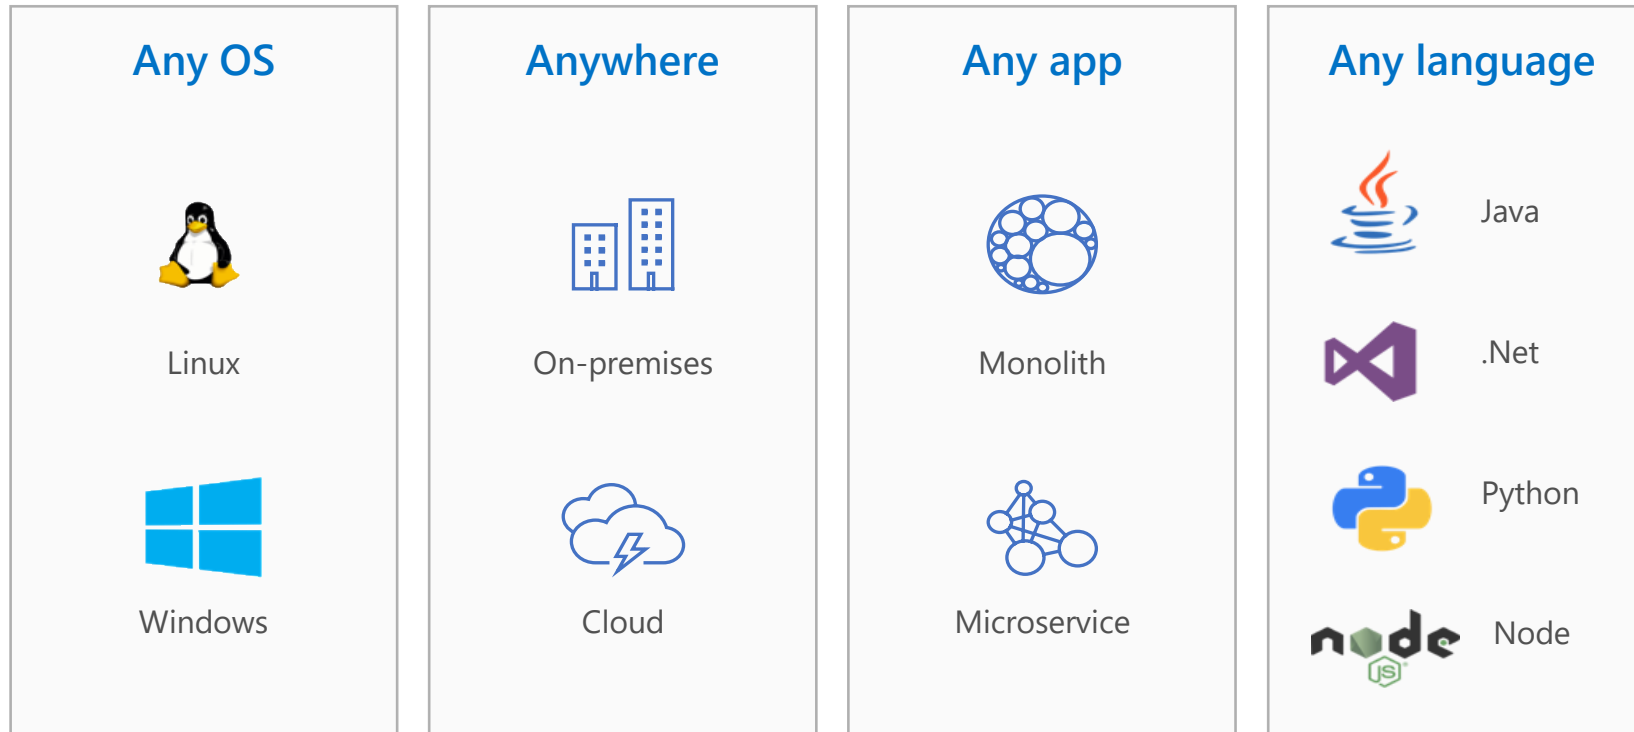 Any OS
Linux
Windows
Anywhere
On-premises
Cloud
Any app
Monolith
Microservice
Any language
Java
.Net
Python
node
JS
Node